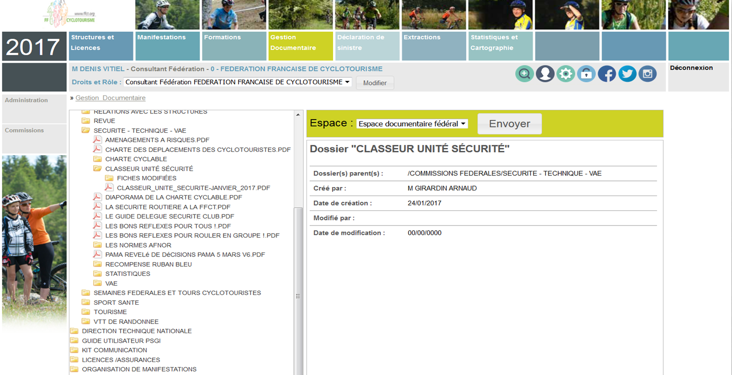 www.ffct.org
CYCLOTOURISME
2017
Structures et Licences
Manifestations
Formations
Gestion Documentaire
Déclaration de sinistre
Extractions
Statistiques et Cartographie
M DENIS VITIEL - Consultant Fédération - 0 - FEDERATION FRANCAISE DE CYCLOTOURISME
Droits et Rôle : Consultant Fédération FEDERATION FRANCAISE DE CYCLOTOURISME Modifier
Déconnexion
Administration
Commissions
» Gestion_Documentaire
RELATIONS AVEC LES STRUCTURES
REVUE
SECURITE - TECHNIQUE - VAE
AMENAGEMENTS A RISQUES.PDF
CHARTE DES DEPLACEMENTS DES CYCLOTOURISTES.PDF
CHARTE CYCLABLE
CLASSEUR UNITÉ SÉCURITÉ
FICHES MODIFIÉES
CLASSEUR_UNITE_SECURITE-JANVIER_2017.PDF
DIAPORAMA DE LA CHARTE CYCLABLE.PDF
LA SECURITE ROUTIERE A LA FFCT.PDF
LE GUIDE DELEGUE SECURITE CLUB.PDF
LES BONS REFLEXES POUR TOUS !.PDF
LES BONS REFLEXES POUR ROULER EN GROUPE !.PDF
LES NORMES AFNOR
PAMA REVELé DE DÉCISIONS PAMA 5 MARS V6.PDF
RECOMPENSE RUBAN BLEU
STATISTIQUES
VAE
SEMAINES FEDERALES ET TOURS CYCLOTOURISTES
SPORT SANTE
TOURISME
VTT DE RANDONNEE
DIRECTION TECHNIQUE NATIONALE
GUIDE UTILISATEUR PSGI
KIT COMMUNICATION
LICENCES /ASSURANCES
ORGANISATION DE MANIFESTATIONS
Espace : Espace documentaire fédéral Envoyer
Dossier "CLASSEUR UNITÉ SÉCURITÉ"
Dossier(s) parent(s) : /COMMISSIONS FEDERALES/SECURITE - TECHNIQUE - VAE
Créé par : M GIRARDIN ARNAUD
Date de création : 24/01/2017
Modifié par :
Date de modification : 00/00/0000